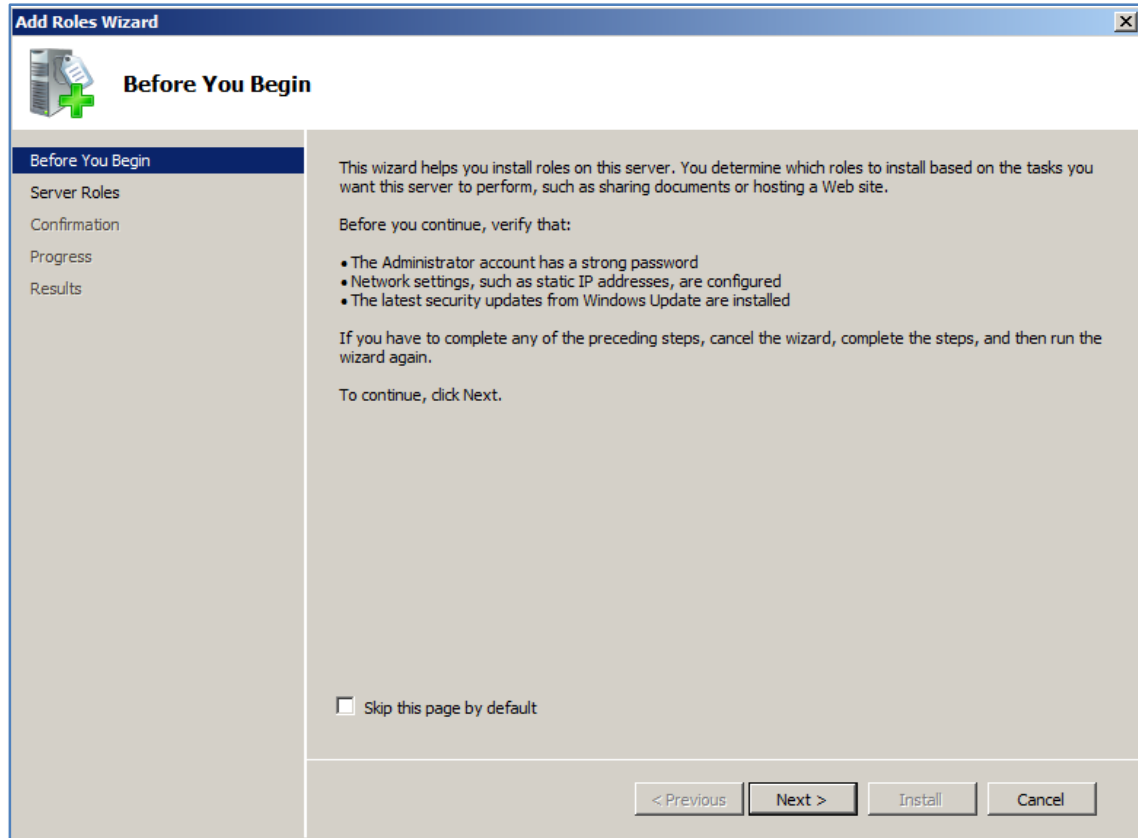 Add Roles Wizard
Before You Begin
Before You Begin
Server Roles
Confirmation
Progress
Results
This wizard helps you install roles on this server. You determine which roles to install based on the tasks you
want this server to perform, such as sharing documents or hosting a Web site.
Before you continue, verify that:
• The Administrator account has a strong password
• Network settings, such as static IP addresses, are configured
• The latest security updates from Windows Update are installed
If you have to complete any of the preceding steps, cancel the wizard, complete the steps, and then run the
wizard again.
To continue, click Next.
Skip this page by default
< Previous Next > Install Cancel